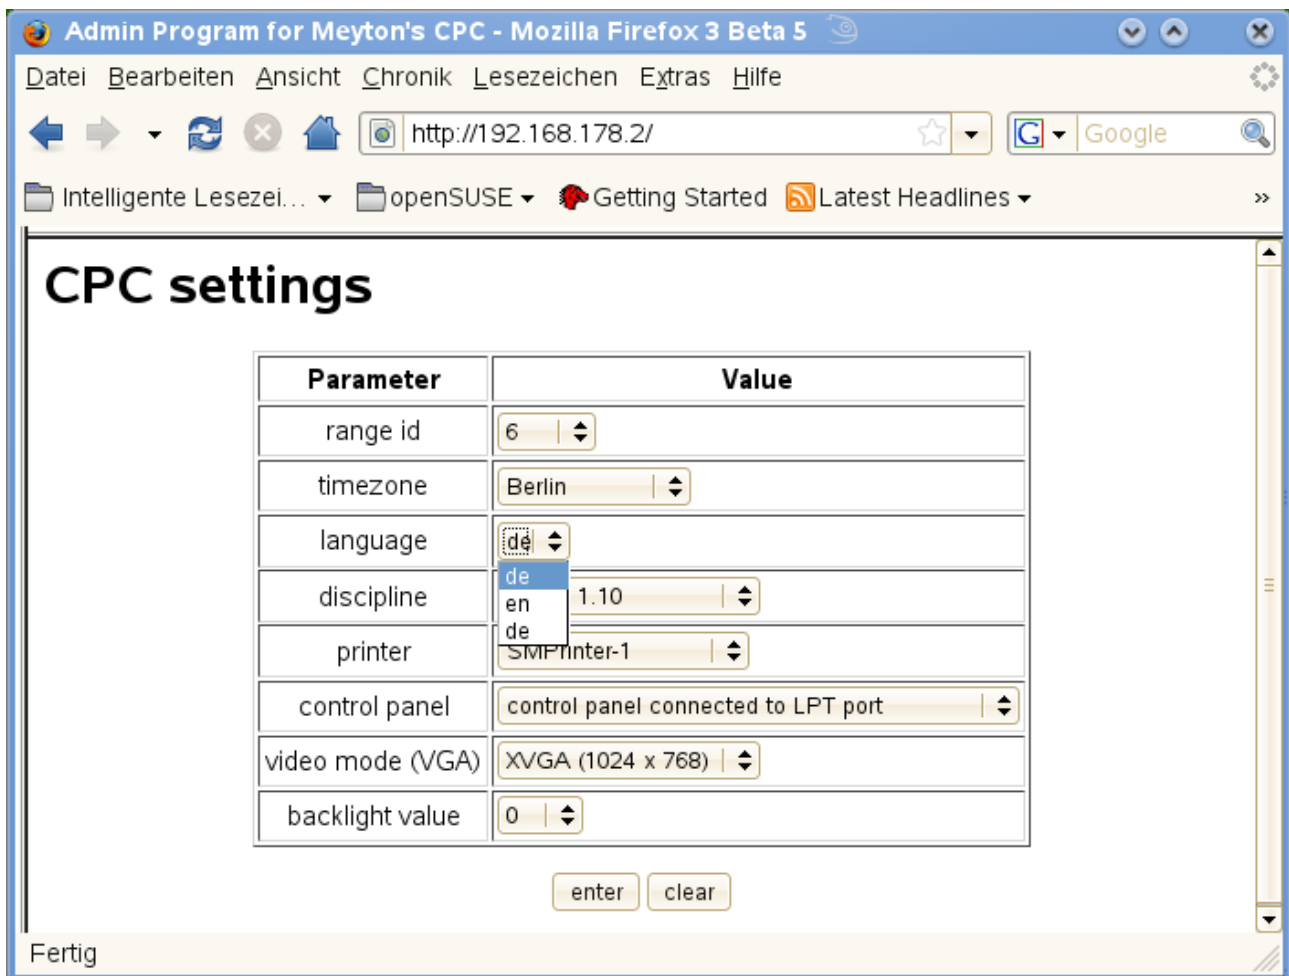 Admin Program for Meyton's CPC - Mozilla Firefox 3 Beta 5
Datei Bearbeiten Ansicht Chronik Lesezeichen Extras Hilfe
http://192.168.178.2/ G Google
Intelligente Lesezei... openSUSE Getting Started Latest Headlines »
CPC settings
Parameter Value
range id 6
timezone Berlin
language de
de
en
de
discipline 1.10
printer SMPrinter-1
control panel control panel connected to LPT port
video mode (VGA) XVGA (1024 x 768)
backlight value 0
enter clear
Fertig